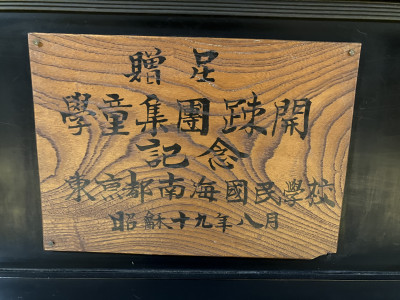 贈呈
學童集團疎開
記念
東京都南海國民學校
昭和十九年八月